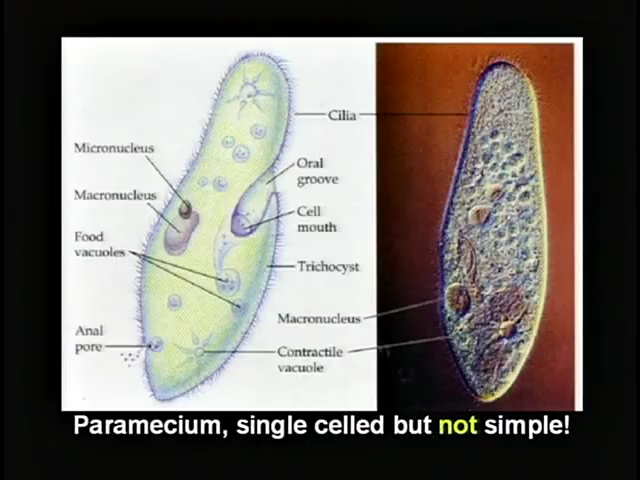 Cilia
Micronucleus
Oral
groove
Macronucleus
Cell
mouth
Food
vacuoles
Trichocyst
Macronucleus
Anal
pore
Contractile
vacuole
Paramecium, single celled but not simple!